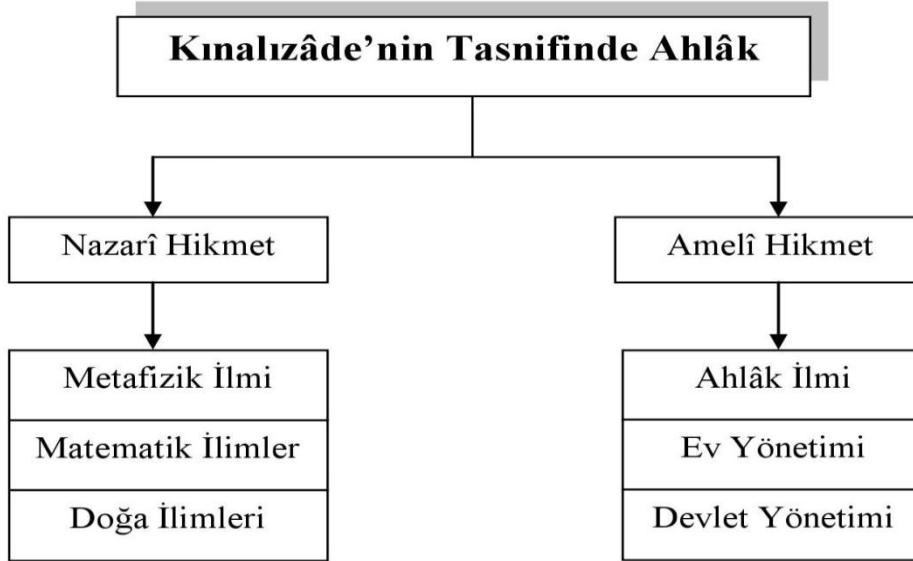 Kınalızâde’nin Tasnifinde Ahlâk
Nazarî Hikmet
Amelî Hikmet
Metafizik İlmi
Matematik İlimler
Doğa İlimleri
Ahlâk İlmi
Ev Yönetimi
Devlet Yönetimi